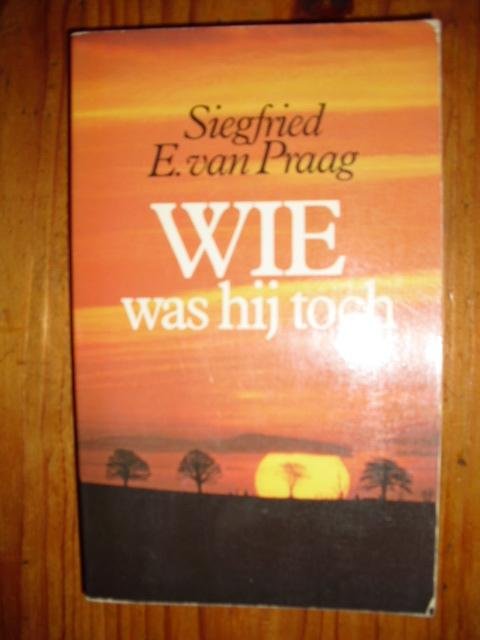 Siegfried
E. van Praag
WIE
was hij toch